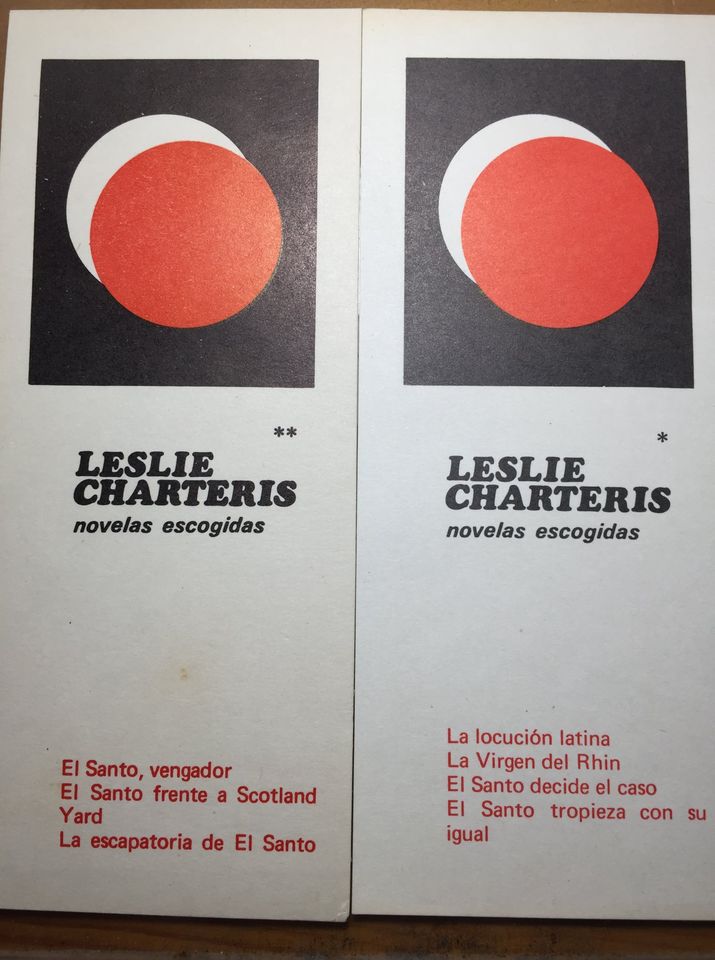 **
LESLIE
CHARTERIS
novelas escogidas
El Santo, vengador
El Santo frente a Scotland
Yard
La escapatoria de El Santo
*
LESLIE
CHARTERIS
novelas escogidas
La locución latina
La Virgen del Rhin
El Santo decide el caso
El Santo tropieza con su
igual